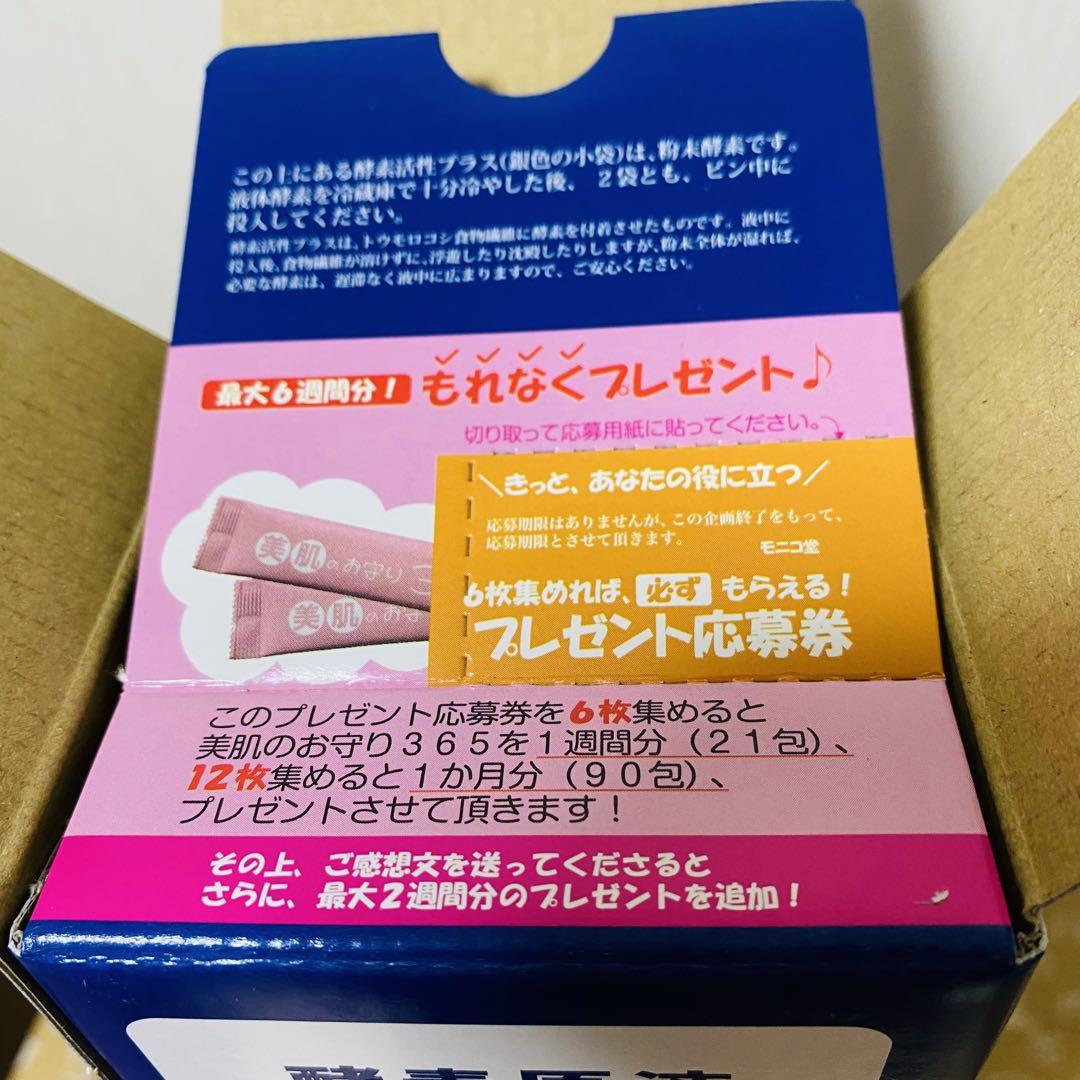 この上にある酵素活性プラス(銀色の小袋)は、粉末酵素です。
液体酵素を冷蔵庫で十分冷やした後、 2袋とも、ビン中に
投入してください。
酵素活性プラスは、トウモロコシ食物繊維に酵素を付着させたものです。液中に
投入後、食物繊維が溶けずに、浮遊したり沈殿したりしますが、粉末全体が湿れば、
必要な酵素は、遅滞なく液中に広まりますので、ご安心ください。
最大6週間分！ もれなくプレゼント♪
切り取って応募用紙に貼ってください。
＼きっと、あなたの役に立つ／
応募期限はありませんが、この企画終了をもって、
応募期限とさせて頂きます。
モニコ堂
6枚集めれば、必ずもらえる！
プレゼント応募券
美肌のお守り
美肌のお守
このプレゼント応募券を6枚集めると
美肌のお守り３６５を１週間分（２１包）、
12枚集めると１か月分（９０包）、
プレゼントさせて頂きます！
その上、ご感想文を送ってくださると
さらに、最大2週間分のプレゼントを追加！
酵素原液